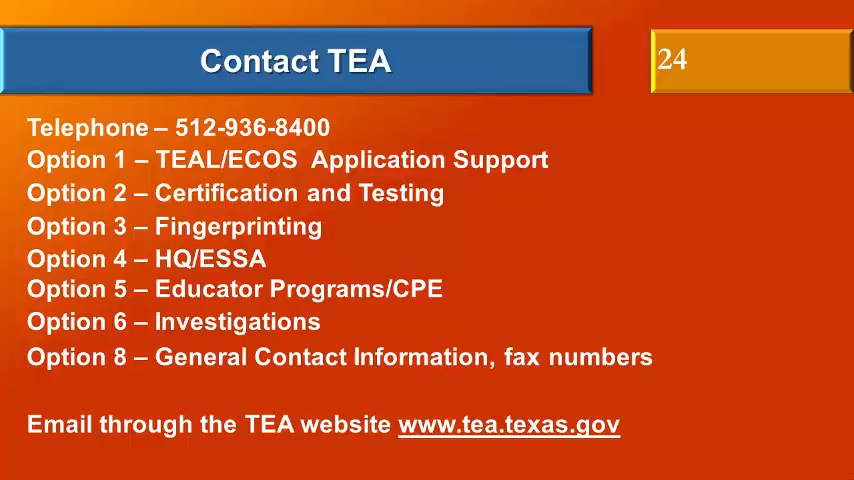 Contact TEA
24
Telephone – 512-936-8400
Option 1 – TEAL/ECOS  Application Support
Option 2 – Certification and Testing
Option 3 – Fingerprinting
Option 4 – HQ/ESSA
Option 5 – Educator Programs/CPE
Option 6 – Investigations
Option 8 – General Contact Information, fax numbers
Email through the TEA website www.tea.texas.gov